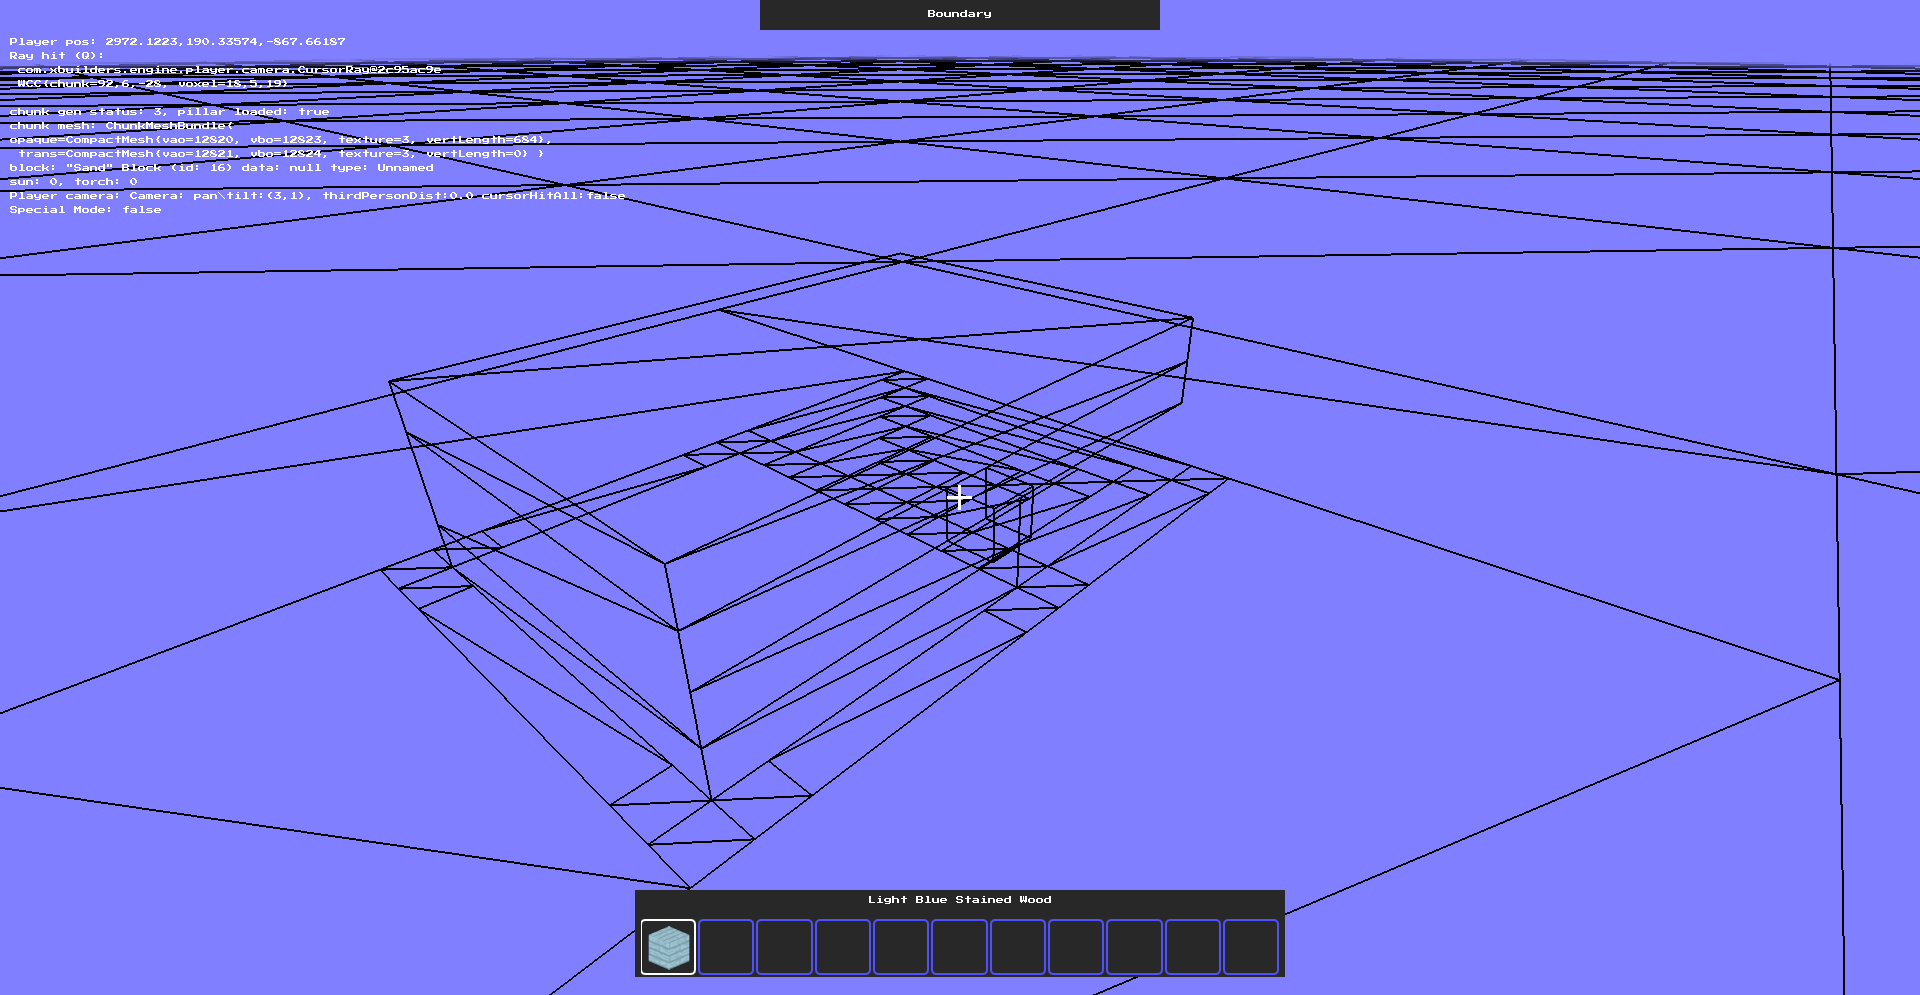 Boundary
Player pos: 2972.1223,190.33574,-867.66187
Ray hit (Q):
com.xbuilders.engine.player.camera.CursorRay@2c95ac9e
WCC(chunk=92,6,-28, voxel=18,5,19)
chunk gen status: 3, pillar loaded: true
chunk mesh: ChunkMeshBundle{
opaque=CompactMesh{vao=12820, vbo=12823, texture=3, vertLength=684},
trans=CompactMesh{vao=12821, vbo=12824, texture=3, vertLength=0} }
block: "Sand" Block (id: 16) data: null type: Unnamed
sun: 0, torch: 0
Player camera: Camera: pan\tilt:(3,1), thirdPersonDist:0.0 cursorHitAll:false
Special Mode: false
Light Blue Stained Wood